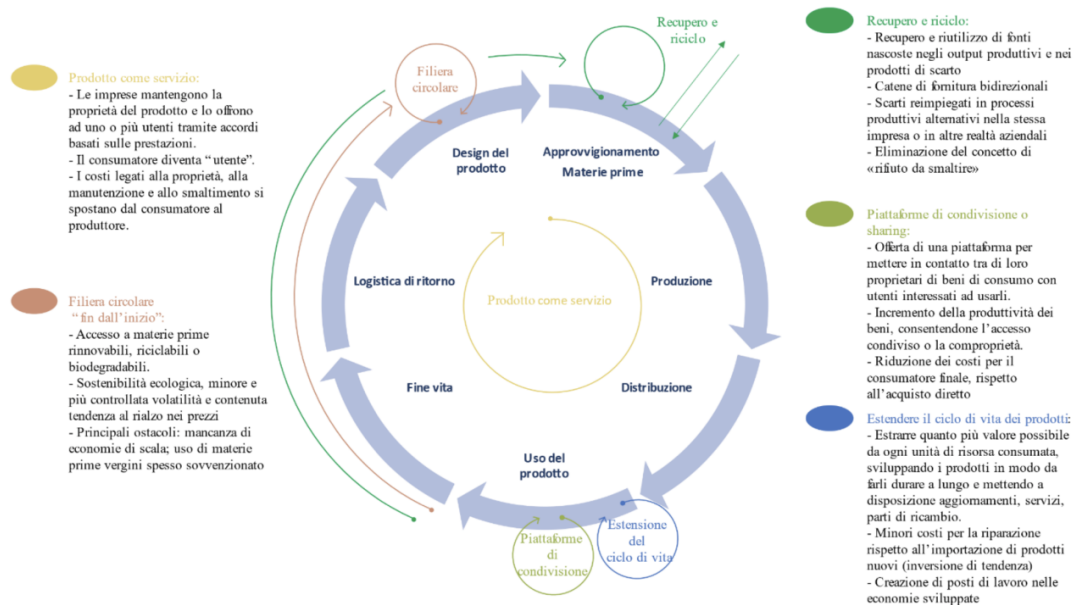 Prodotto come servizio:
- Le imprese mantengono la
proprietà del prodotto e lo offrono
ad uno o più utenti tramite accordi
basati sulle prestazioni.
- Il consumatore diventa “utente”.
- I costi legati alla proprietà, alla
manutenzione e allo smaltimento si
spostano dal consumatore al
produttore.
Filiera circolare
“fin dall’inizio”:
- Accesso a materie prime
rinnovabili, riciclabili o
biodegradabili.
- Sostenibilità ecologica, minore e
più controllata volatilità e contenuta
tendenza al rialzo nei prezzi
- Principali ostacoli: mancanza di
economie di scala; uso di materie
prime vergini spesso sovvenzionato
Filiera
circolare
Recupero e
riciclo
Design del
prodotto
Approvvigionamento
Materie prime
Logistica di ritorno
Prodotto come servizio
Produzione
Fine vita
Distribuzione
Uso del
prodotto
Piattaforme
di
condivisione
Estensione
del
ciclo di vita
Recupero e riciclo:
- Recupero e riutilizzo di fonti
nascoste negli output produttivi e nei
prodotti di scarto
- Catene di fornitura bidirezionali
- Scarti reimpiegati in processi
produttivi alternativi nella stessa
impresa o in altre realtà aziendali
- Eliminazione del concetto di
«rifiuto da smaltire»
Piattaforme di condivisione o
sharing:
- Offerta di una piattaforma per
mettere in contatto tra di loro
proprietari di beni di consumo con
utenti interessati ad usarli.
- Incremento della produttività dei
beni, consentendone l’accesso
condiviso o la comproprietà.
- Riduzione dei costi per il
consumatore finale, rispetto
all’acquisto diretto
Estendere il ciclo di vita dei prodotti:
- Estrarre quanto più valore possibile
da ogni unità di risorsa consumata,
sviluppando i prodotti in modo da
farli durare a lungo e mettendo a
disposizione aggiornamenti, servizi,
parti di ricambio.
- Minori costi per la riparazione
rispetto all’importazione di prodotti
nuovi (inversione di tendenza)
- Creazione di posti di lavoro nelle
economie sviluppate